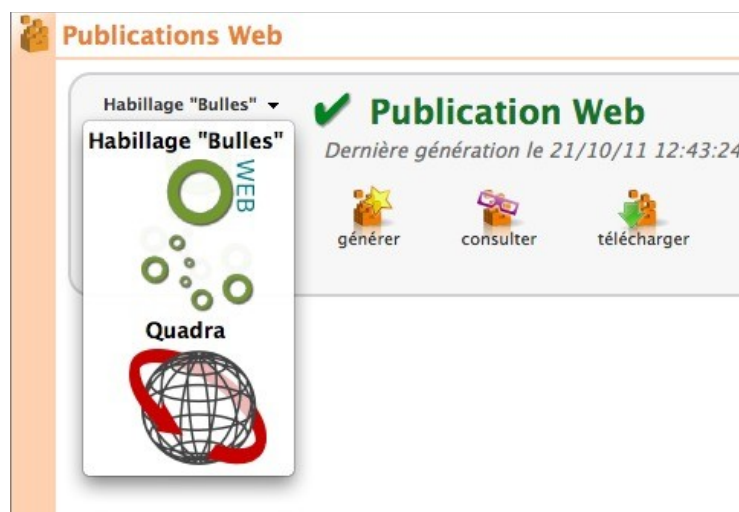 Publications Web
Habillage "Bulles"
Publication Web
Habillage "Bulles"
Dernière génération le 21/10/11 12:43:24
WEB
générer
consulter
télécharger
Quadra